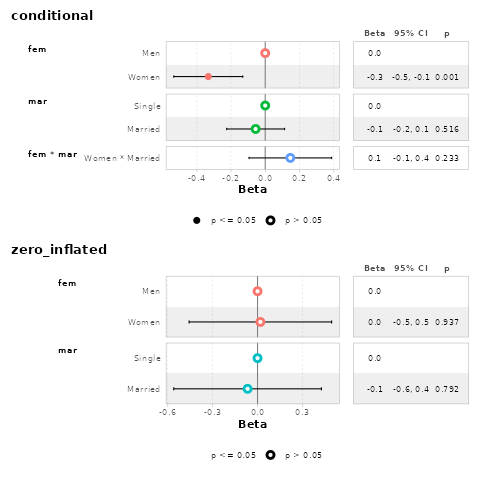 conditional
Beta 95% CI p
fem
Men 0.0
Women -0.3 -0.5, -0.1 0.001
mar
Single 0.0
Married -0.1 -0.2, 0.1 0.516
fem * mar Women * Married 0.1 -0.1, 0.4 0.233
-0.4 -0.2 0.0 0.2 0.4
Beta
p <= 0.05 p > 0.05
zero_inflated
Beta 95% CI p
fem
Men 0.0
Women 0.0 -0.5, 0.5 0.937
mar
Single 0.0
Married -0.1 -0.6, 0.4 0.792
-0.6 -0.3 0.0 0.3
Beta
p <= 0.05 p > 0.05